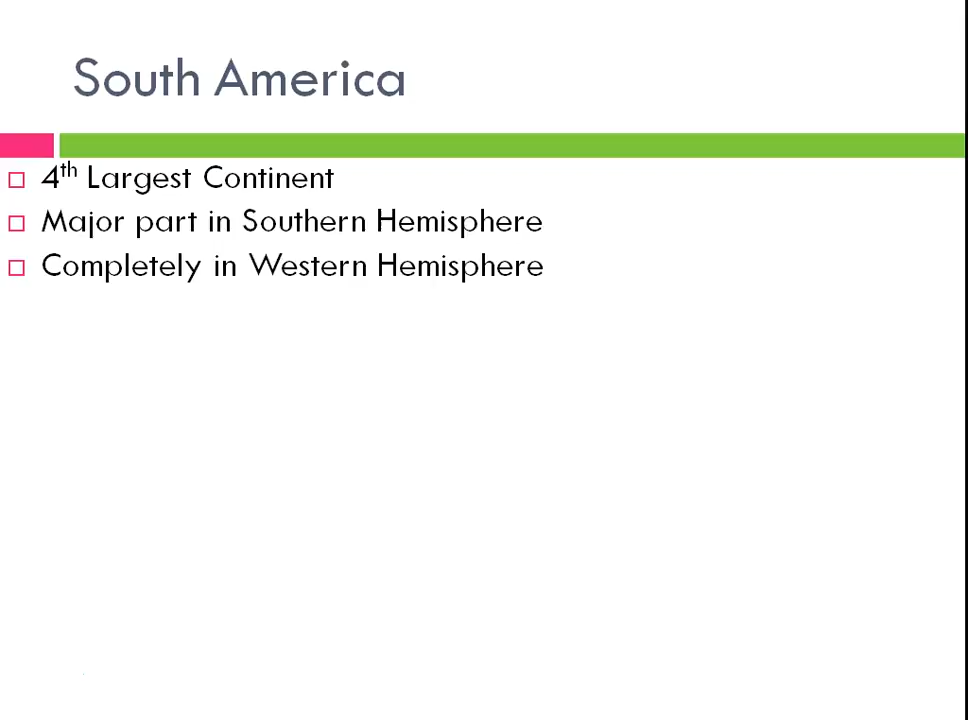 South America
4th Largest Continent
Major part in Southern Hemisphere
Completely in Western Hemisphere